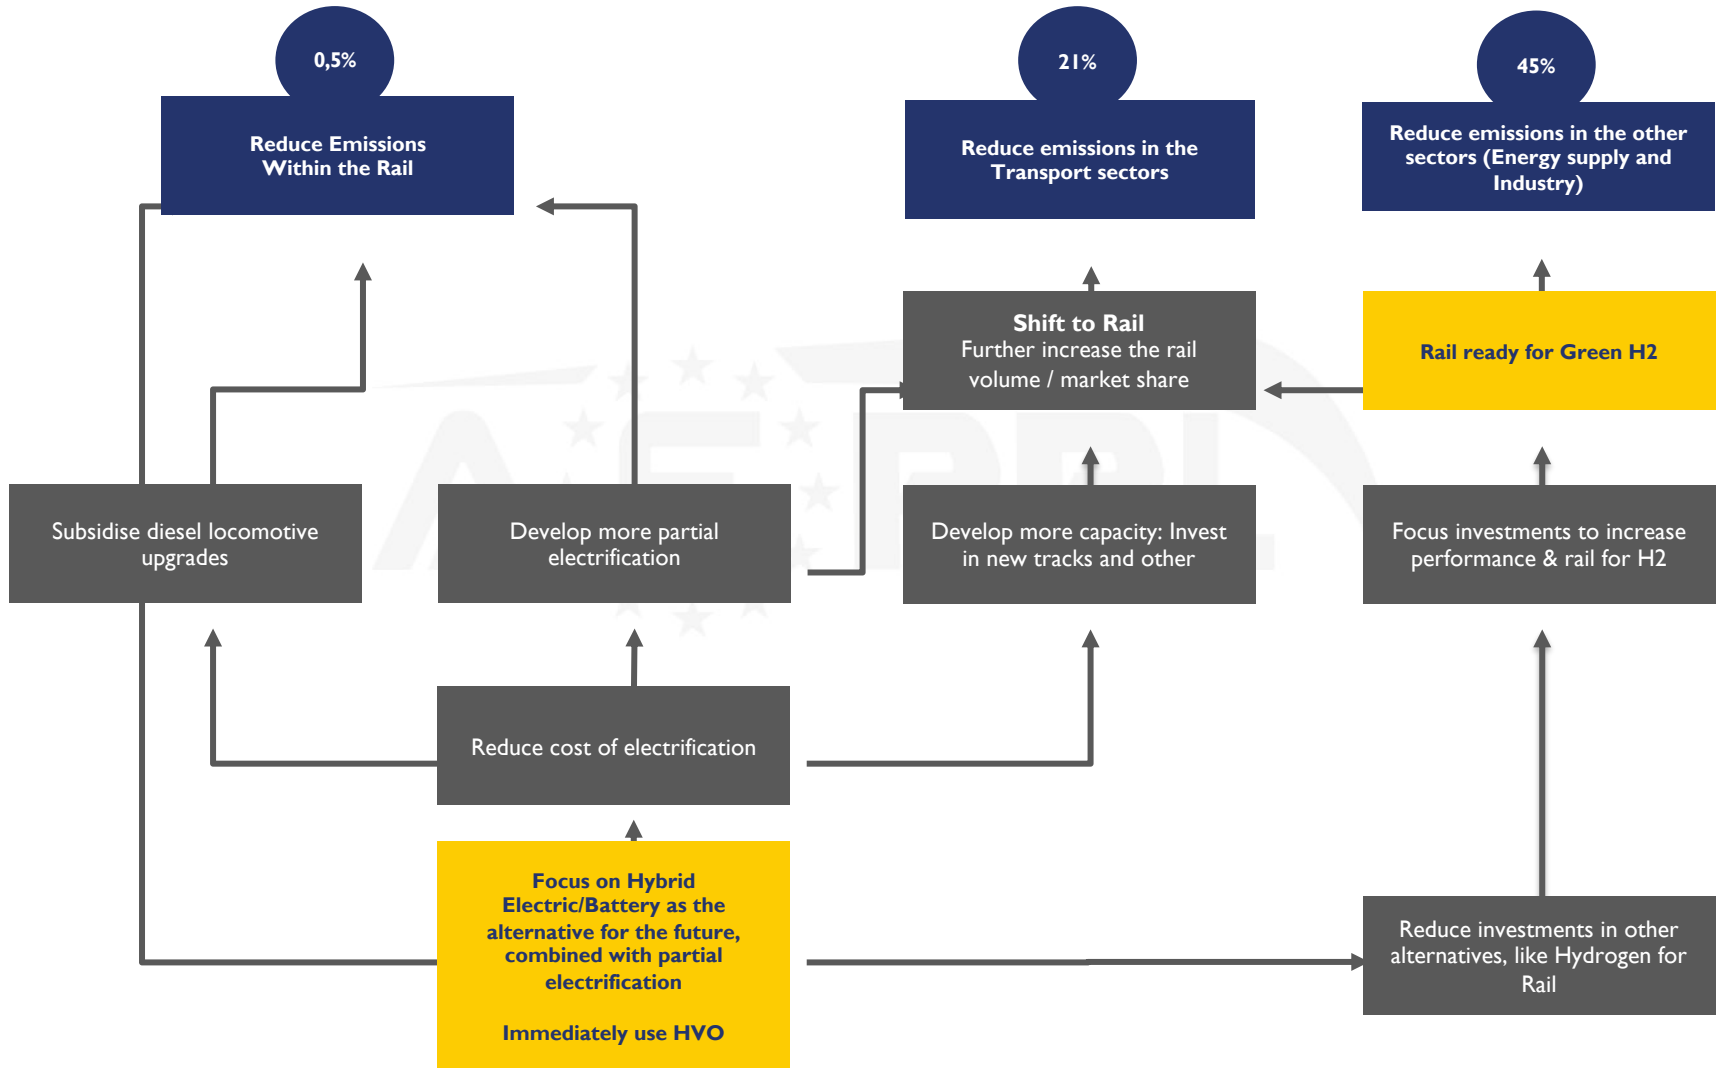 0,5%
21%
45%
Reduce Emissions
Within the Rail
Reduce emissions in the
Transport sectors
Reduce emissions in the other
sectors (Energy supply and
Industry)
Shift to Rail
Further increase the rail
volume / market share
Rail ready for Green H2
Subsidise diesel locomotive
upgrades
Develop more partial
electrification
Develop more capacity: Invest
in new tracks and other
Focus investments to increase
performance & rail for H2
Reduce cost of electrification
Focus on Hybrid
Electric/Battery as the
alternative for the future,
combined with partial
electrification
Immediately use HVO
Reduce investments in other
alternatives, like Hydrogen for
Rail